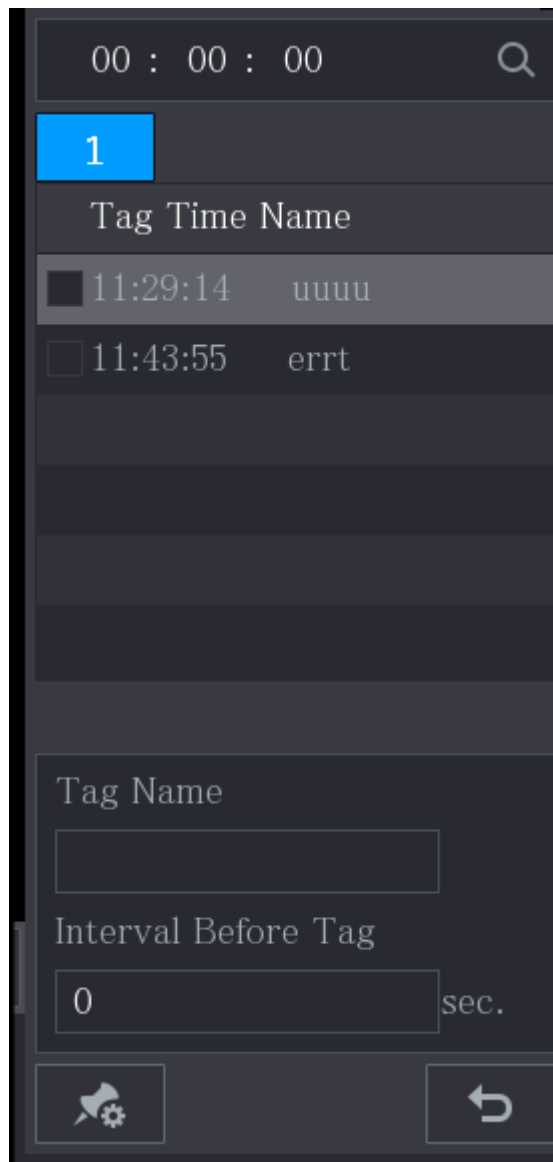 00 : 00 : 00
1
Tag Time Name
11:29:14 uuuu
11:43:55 errt
Tag Name
Interval Before Tag
0 sec.